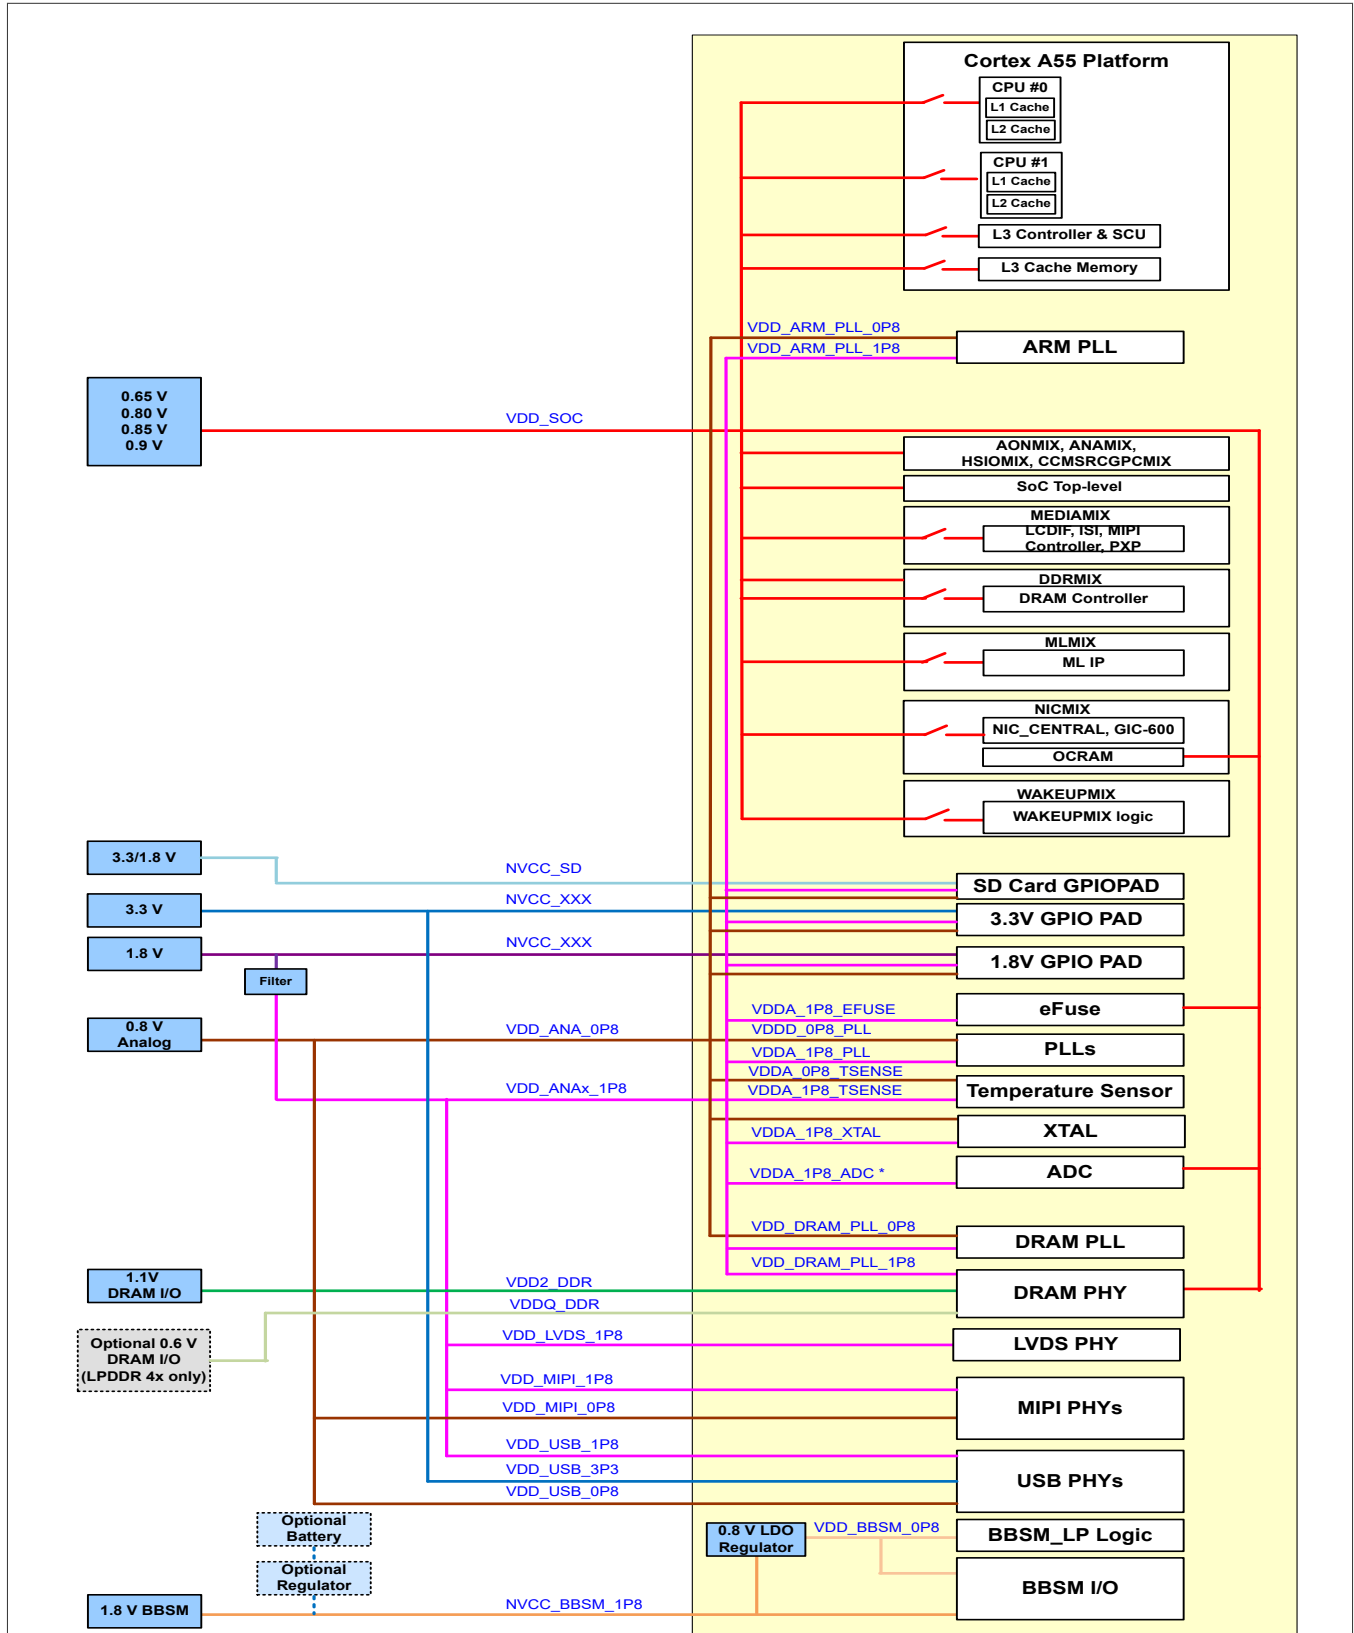 Cortex A55 Platform
CPU #0
L1 Cache
L2 Cache
CPU #1
L1 Cache
L2 Cache
L3 Controller & SCU
L3 Cache Memory
VDD_ARM_PLL_0P8
VDD_ARM_PLL_1P8
ARM PLL
0.65 V
0.80 V
0.85 V
0.9 V
VDD_SOC
AONMIX, ANAMIX,
HSIOMIX, CCMSRCGPCMIX
SoC Top-level
MEDIAMIX
LCDIF, ISI, MIPI
Controller, PXP
DDRMIX
DRAM Controller
MLMIX
ML IP
NICMIX
NIC_CENTRAL, GIC-600
OCRAM
WAKEUPMIX
WAKEUPMIX logic
3.3/1.8 V
NVCC_SD
SD Card GPIOPAD
3.3 V
NVCC_XXX
3.3V GPIO PAD
1.8 V
NVCC_XXX
1.8V GPIO PAD
Filter
VDDA_1P8_EFUSE
eFuse
0.8 V
Analog
VDD_ANA_0P8
VDDD_0P8_PLL
VDDA_1P8_PLL
PLLs
VDDA_0P8_TSENSE
VDD_ANAx_1P8
VDDA_1P8_TSENSE
Temperature Sensor
VDDA_1P8_XTAL
XTAL
VDDA_1P8_ADC *
ADC
VDD_DRAM_PLL_0P8
DRAM PLL
VDD_DRAM_PLL_1P8
1.1V
DRAM I/O
VDD2_DDR
DRAM PHY
VDDQ_DDR
Optional 0.6 V
DRAM I/O
(LPDDR 4x only)
VDD_LVDS_1P8
LVDS PHY
VDD_MIPI_1P8
VDD_MIPI_0P8
MIPI PHYs
VDD_USB_1P8
VDD_USB_3P3
VDD_USB_0P8
USB PHYs
Optional
Battery
0.8 V LDO
Regulator
VDD_BBSM_0P8
BBSM_LP Logic
Optional
Regulator
BBSM I/O
1.8 V BBSM
NVCC_BBSM_1P8